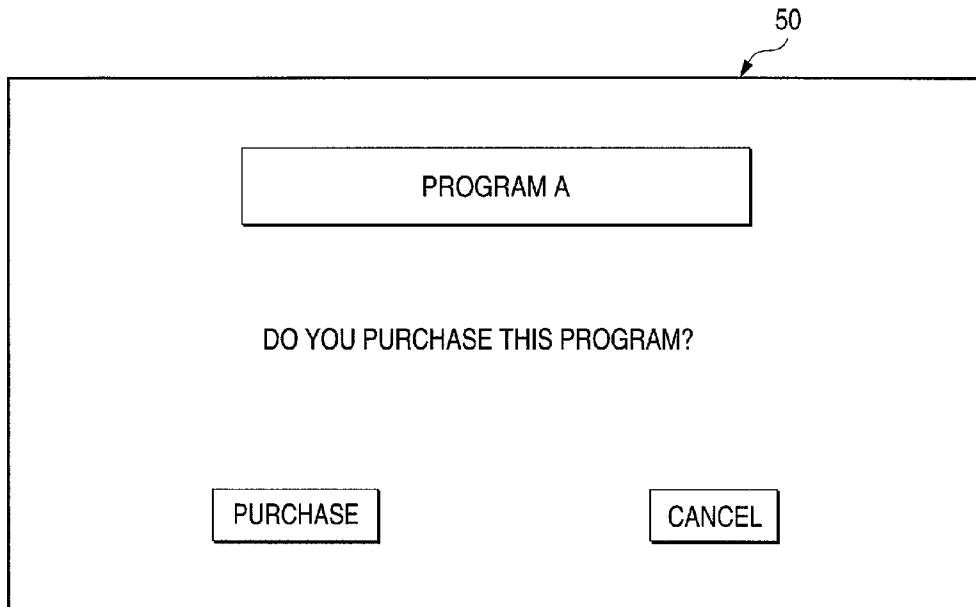 50
PROGRAM A
DO YOU PURCHASE THIS PROGRAM?
PURCHASE
CANCEL